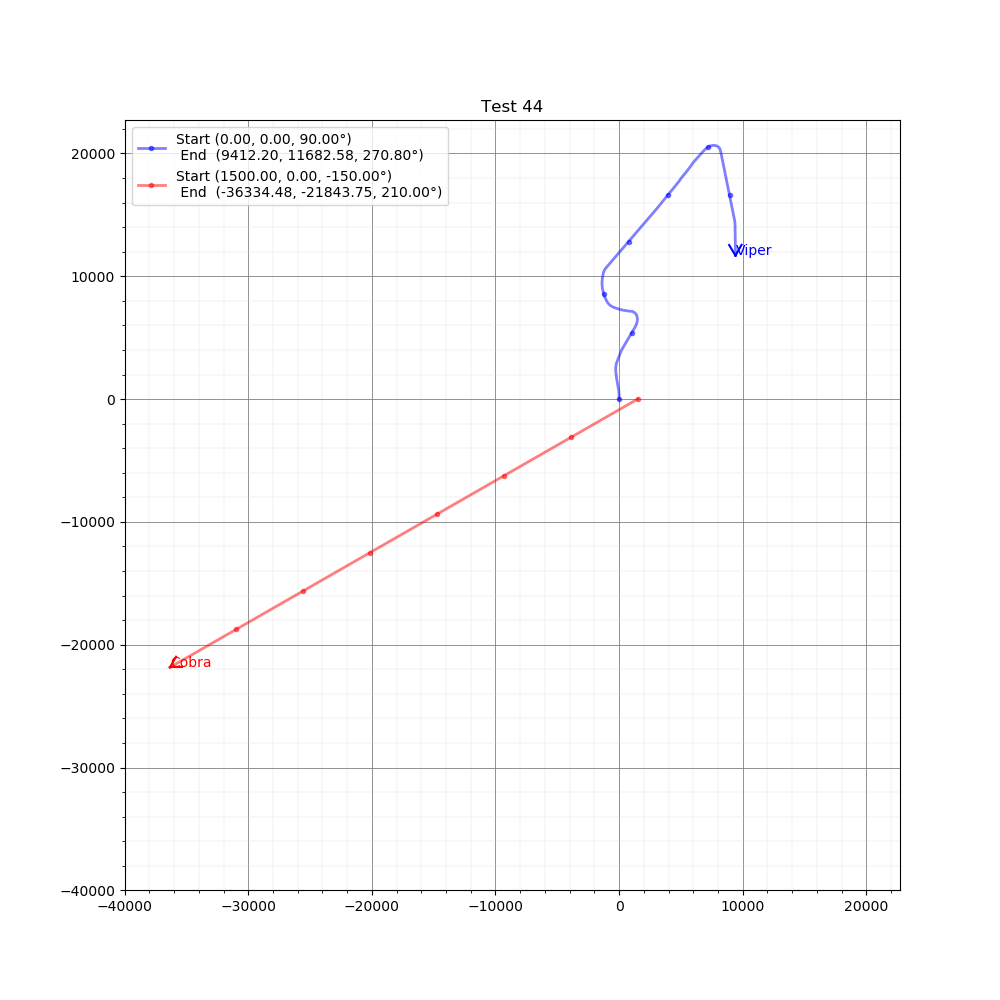 Test 44
Start (0.00, 0.00, 90.00°)
End (9412.20, 11682.58, 270.80°)
Start (1500.00, 0.00, -150.00°)
End (-36334.48, -21843.75, 210.00°)
20000
10000
0
−10000
−20000
−30000
−40000
Viper
Cobra
−40000 −30000 −20000 −10000 0 10000 20000